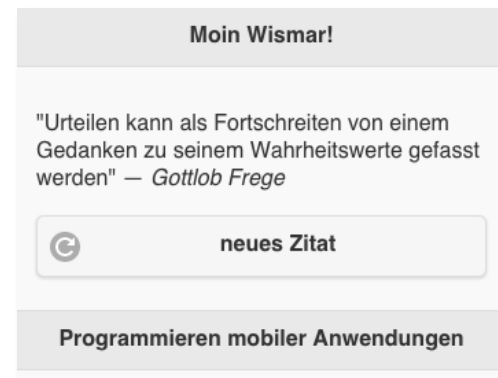 Moin Wismar!
"Urteilen kann als Fortschreiten von einem
Gedanken zu seinem Wahrheitswerte gefasst
werden" — Gottlob Frege
neues Zitat
Programmieren mobiler Anwendungen